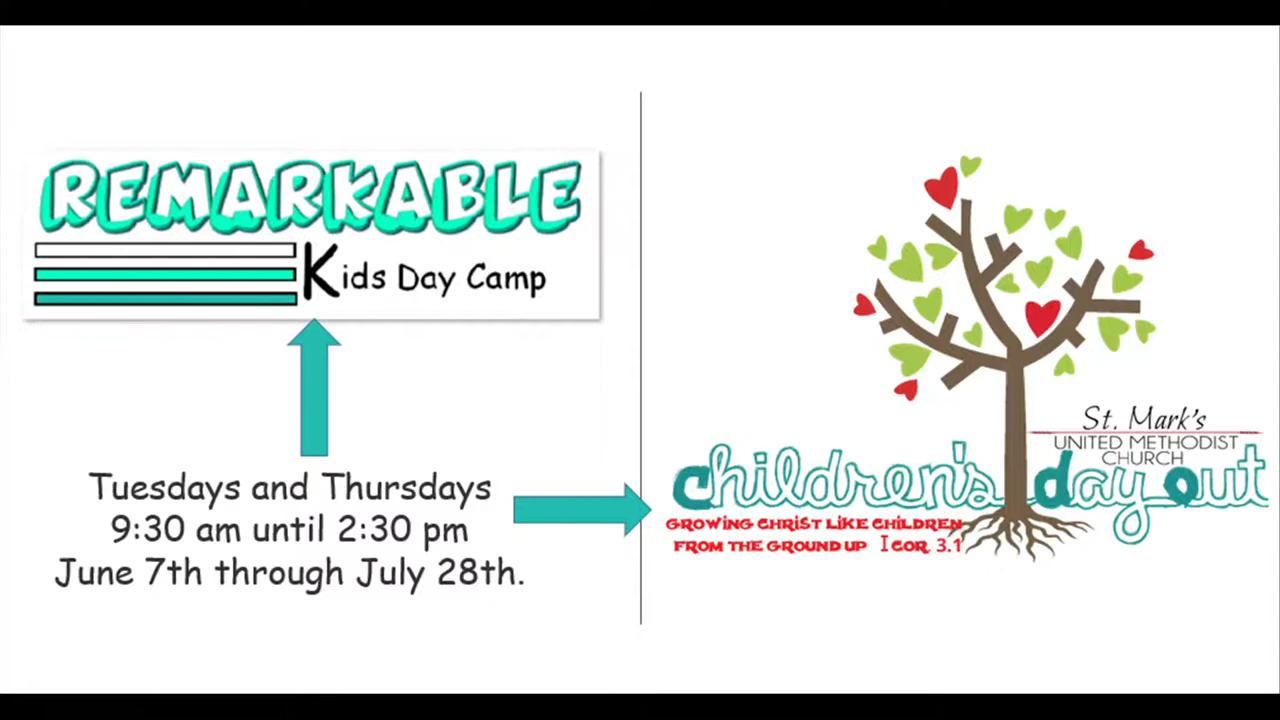 REMARKABLE
Kids Day Camp
Tuesdays and Thursdays
9:30 am until 2:30 pm
June 7th through July 28th.
St. Mark's
UNITED METHODIST
CHURCH
children's day out
GROWING CHRIST LIKE CHILDREN
FROM THE GROUND UP I COR 3.1